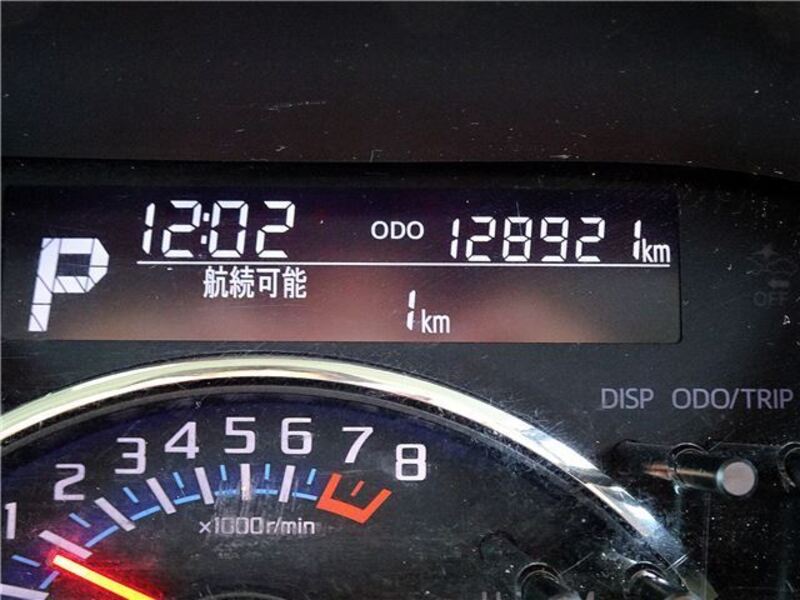 12:02 ODO 128921km
P
航続可能
1km
OFF
DISP ODO/TRIP
1 2 3 4 5 6 7 8
x1000r/min